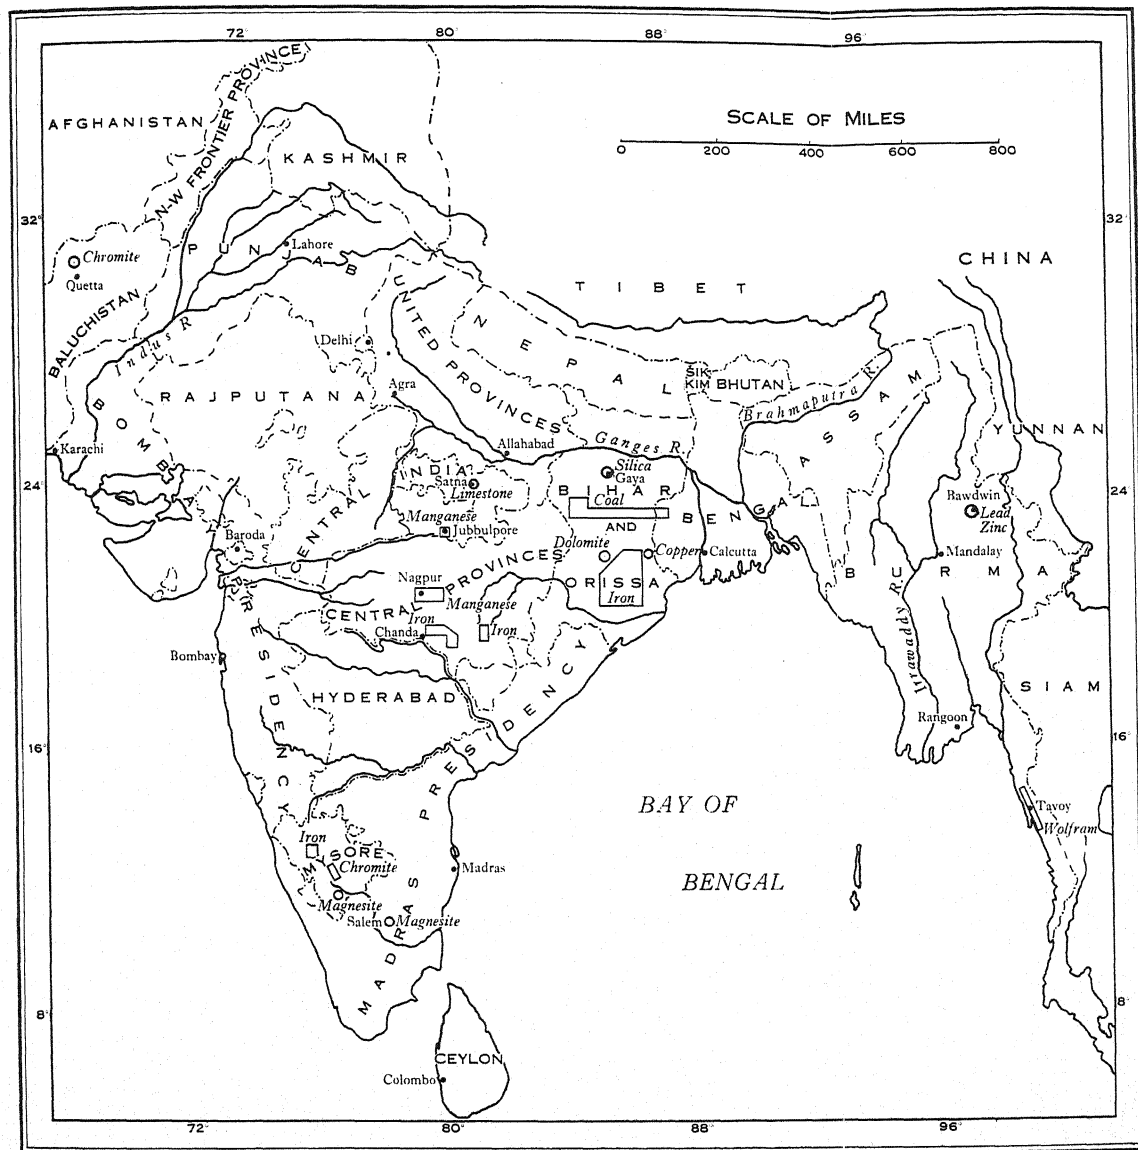 72°
80°
88°
96°
SCALE OF MILES
0 200 400 600 800
AFGHANISTAN
N-W FRONTIER PROVINCE
KASHMIR
32°
32°
PUNJAB
Lahore
Chromite
Quetta
CHINA
TIBET
BALUCHISTAN
Indus R
Delhi
UNITED PROVINCES
NEPAL
SIK
KIM
BHUTAN
Brahmaputra R.
ASSAM
RAJPUTANA
Agra
BOMBAY
Karachi
YUNNAN
Allahabad
Ganges R.
Silica
Gaya
24°
24
CENTRAL INDIA
Satna
Limestone
BIHAR
Coal
AND
ORISSA
BENGAL
Bawdwin
Lead
Zinc
Manganese
Jubbulpore
Baroda
Dolomite
Copper
Calcutta
Mandalay
BURMA
Nagpur
Manganese
CENTRAL PROVINCES
Iron
Iron
Chanda
Iron
Irrawaddy R.
Bombay
PRESIDENCY
HYDERABAD
SIAM
Rangoon
16°
16°
MADRAS PRESIDENCY
BAY OF
BENGAL
Tavoy
Wolfram
Iron
MYSORE
Chromite
Madras
Magnesite
Salem
Magnesite
8°
8°
CEYLON
Colombo
72°
80°
88°
96°